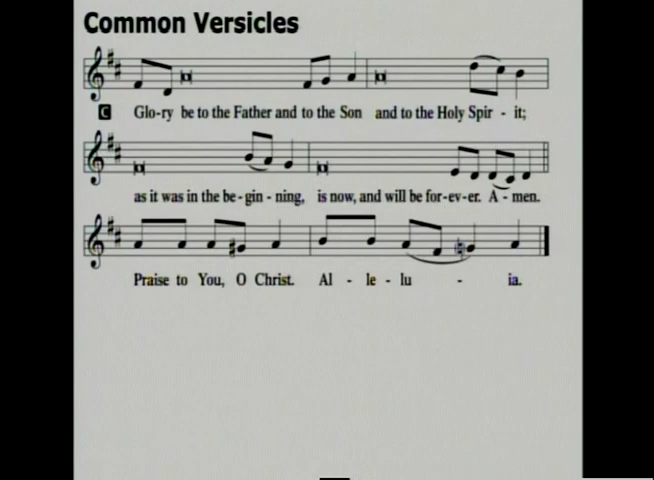 Common Versicles
C Glo-ry be to the Father and to the Son and to the Holy Spir - it;
as it was in the be-gin - ning, is now, and will be for-ev-er. A - men.
Praise to You, O Christ. Al - le - lu - ia.